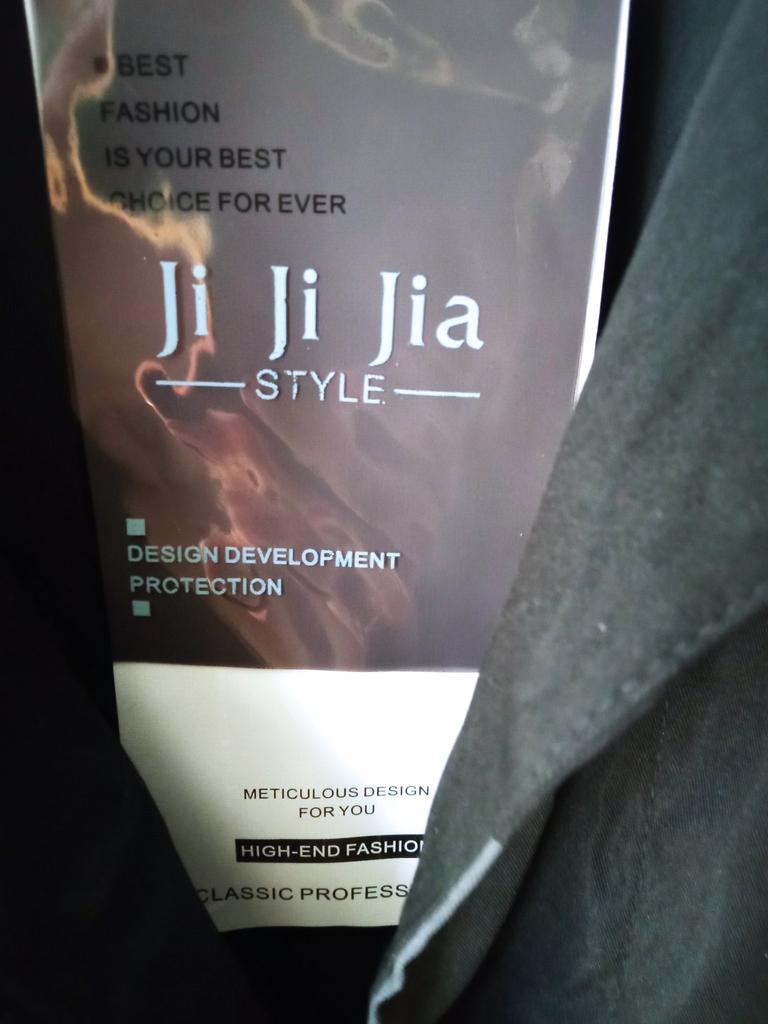 BEST
FASHION
IS YOUR BEST
CHOICE FOR EVER
Ji Ji Jia
STYLE
DESIGN DEVELOPMENT
PROTECTION
METICULOUS DESIGN
FOR YOU
HIGH-END FASHION
CLASSIC PROFESS